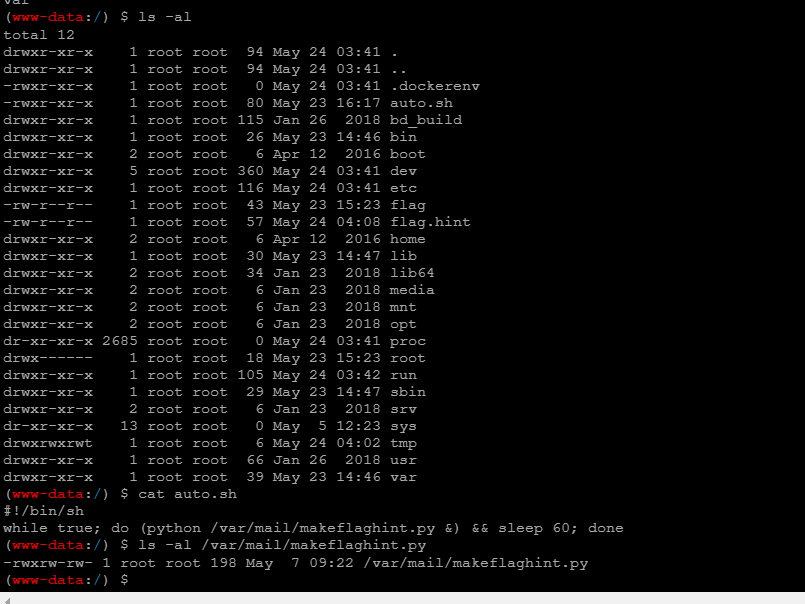 var
(www-data:/) $ ls -al
total 12
drwxr-xr-x    1 root root  94 May 24 03:41 .
drwxr-xr-x    1 root root  94 May 24 03:41 ..
-rwxr-xr-x    1 root root   0 May 24 03:41 .dockerenv
-rwxr-xr-x    1 root root  80 May 23 16:17 auto.sh
drwxr-xr-x    1 root root 115 Jan 26  2018 bd_build
drwxr-xr-x    1 root root  26 May 23 14:46 bin
drwxr-xr-x    2 root root   6 Apr 12  2016 boot
drwxr-xr-x    5 root root 360 May 24 03:41 dev
drwxr-xr-x    1 root root 116 May 24 03:41 etc
-rw-r--r--    1 root root  43 May 23 15:23 flag
-rw-r--r--    1 root root  57 May 24 04:08 flag.hint
drwxr-xr-x    2 root root   6 Apr 12  2016 home
drwxr-xr-x    1 root root  30 May 23 14:47 lib
drwxr-xr-x    2 root root  34 Jan 23  2018 lib64
drwxr-xr-x    2 root root   6 Jan 23  2018 media
drwxr-xr-x    2 root root   6 Jan 23  2018 mnt
drwxr-xr-x    2 root root   6 Jan 23  2018 opt
dr-xr-xr-x 2685 root root   0 May 24 03:41 proc
drwx------    1 root root  18 May 23 15:23 root
drwxr-xr-x    1 root root 105 May 24 03:42 run
drwxr-xr-x    1 root root  29 May 23 14:47 sbin
drwxr-xr-x    2 root root   6 Jan 23  2018 srv
dr-xr-xr-x   13 root root   0 May  5 12:23 sys
drwxrwxrwt    1 root root   6 May 24 04:02 tmp
drwxr-xr-x    1 root root  66 Jan 26  2018 usr
drwxr-xr-x    1 root root  39 May 23 14:46 var
(www-data:/) $ cat auto.sh
#!/bin/sh
while true; do (python /var/mail/makeflaghint.py &) && sleep 60; done
(www-data:/) $ ls -al /var/mail/makeflaghint.py
-rwxrw-rw- 1 root root 198 May  7 09:22 /var/mail/makeflaghint.py
(www-data:/) $